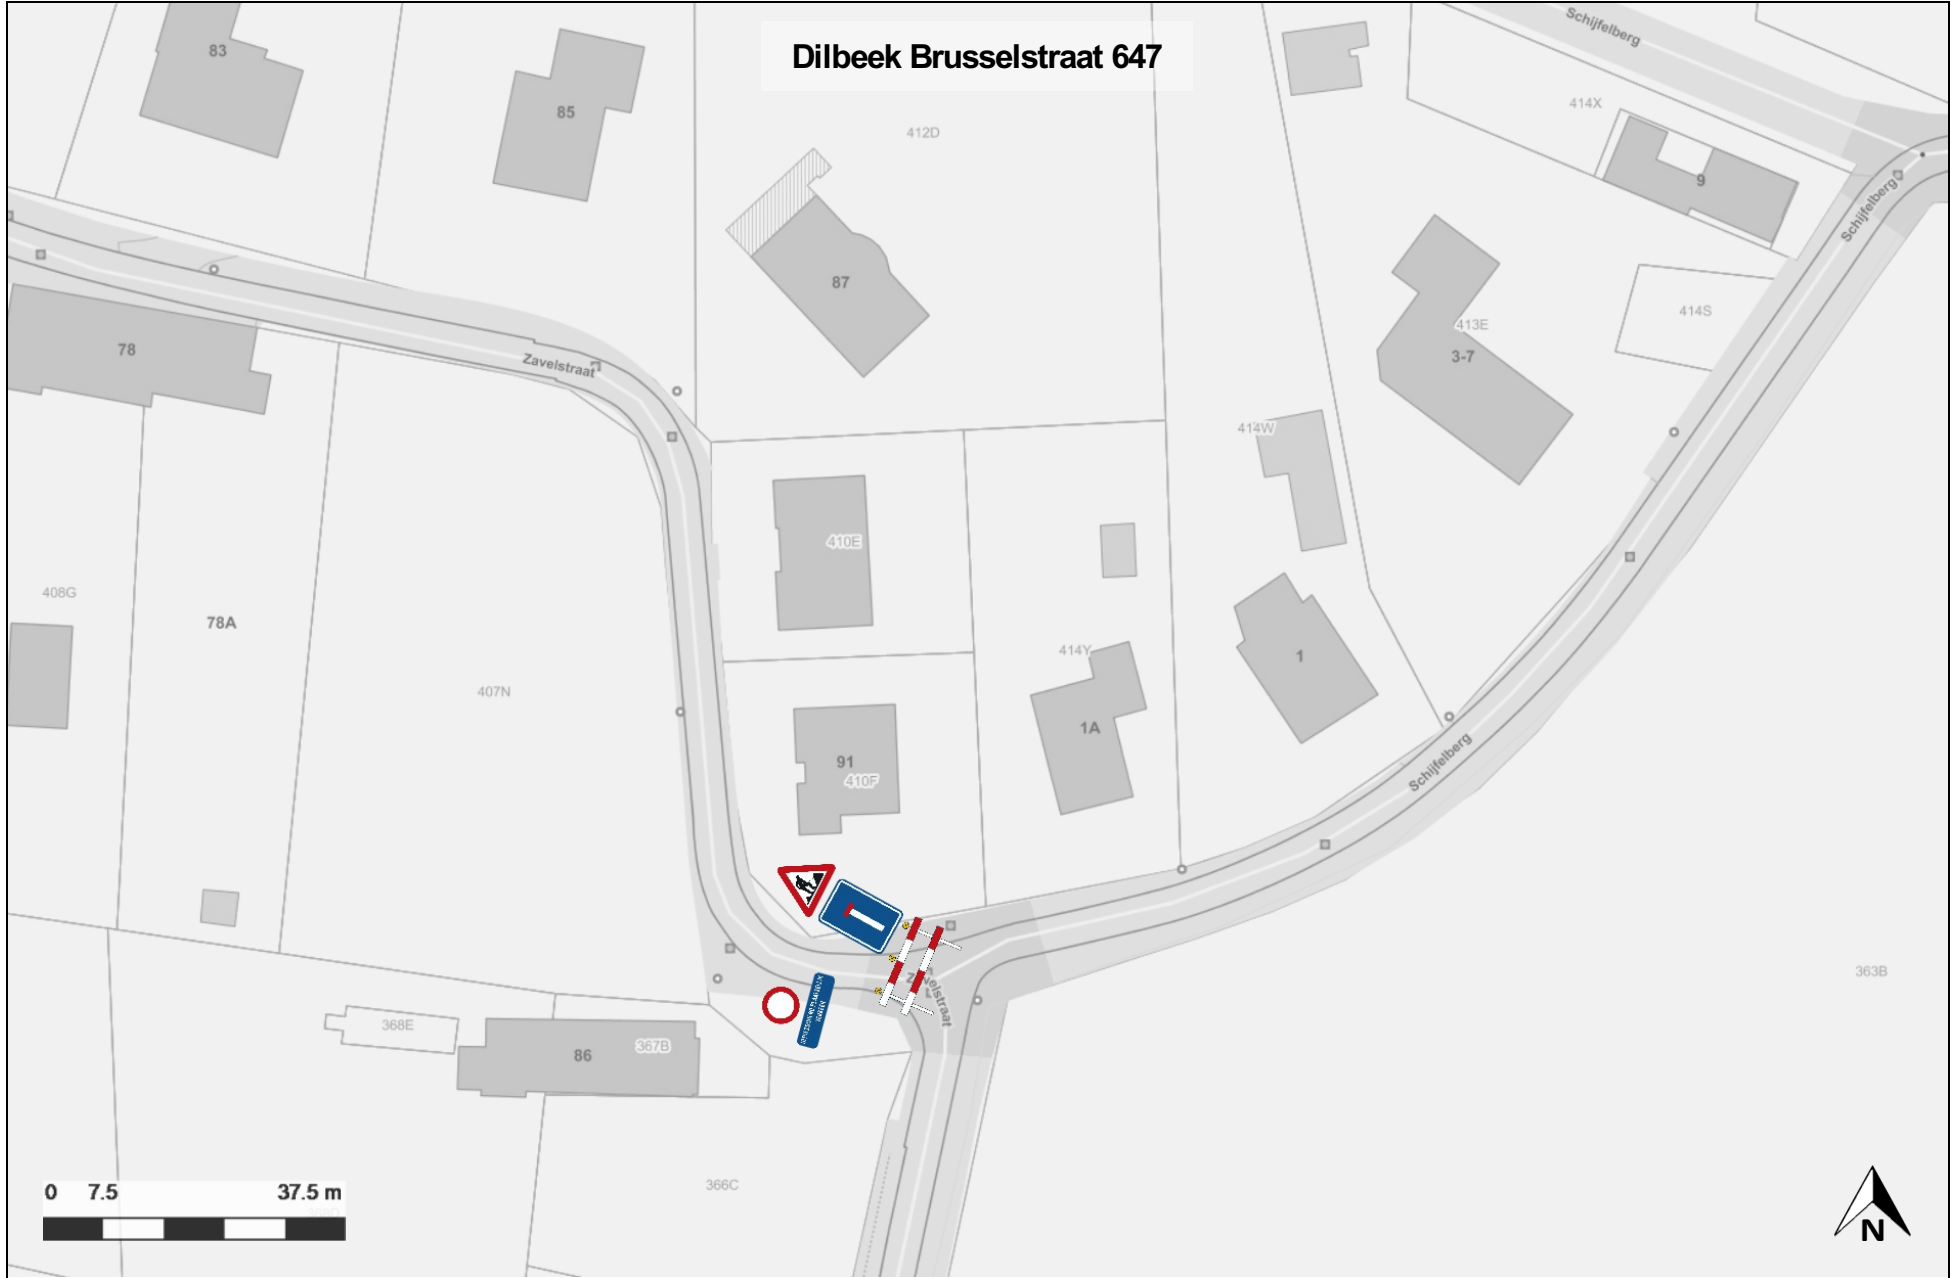 Dilbeek Brusselstraat 647
Schijfelberg
83
85
412D
414X
9
Schijfelberg
87
414S
413E
3-7
78
Zavelstraat
414W
410E
408G
78A
414Y
1
407N
1A
91
410F
Schijfelberg
363B
Zavelstraat
368E
86
367B
366C
0 7.5 37.5 m
368D
N